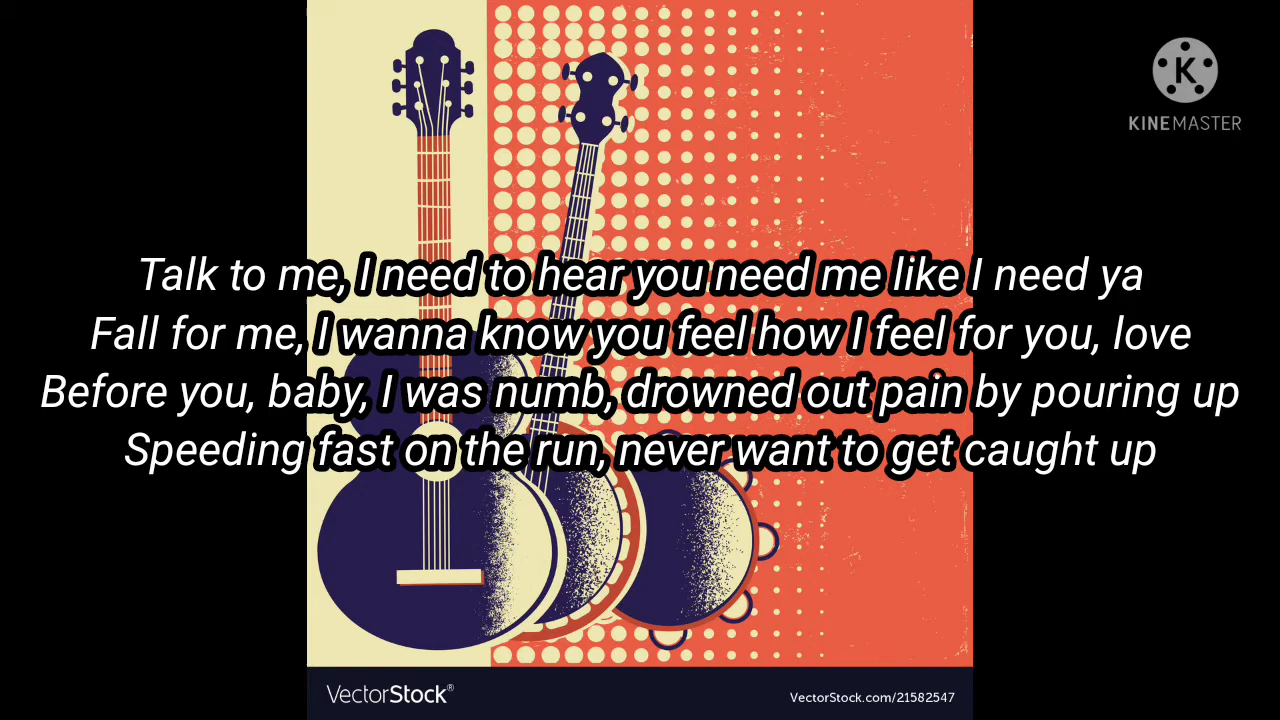 K
KINEMASTER
Talk to me, I need to hear you need me like I need ya
Fall for me, I wanna know you feel how I feel for you, love
Before you, baby, I was numb, drowned out pain by pouring up
Speeding fast on the run, never want to get caught up
VectorStock®
VectorStock.com/21582547